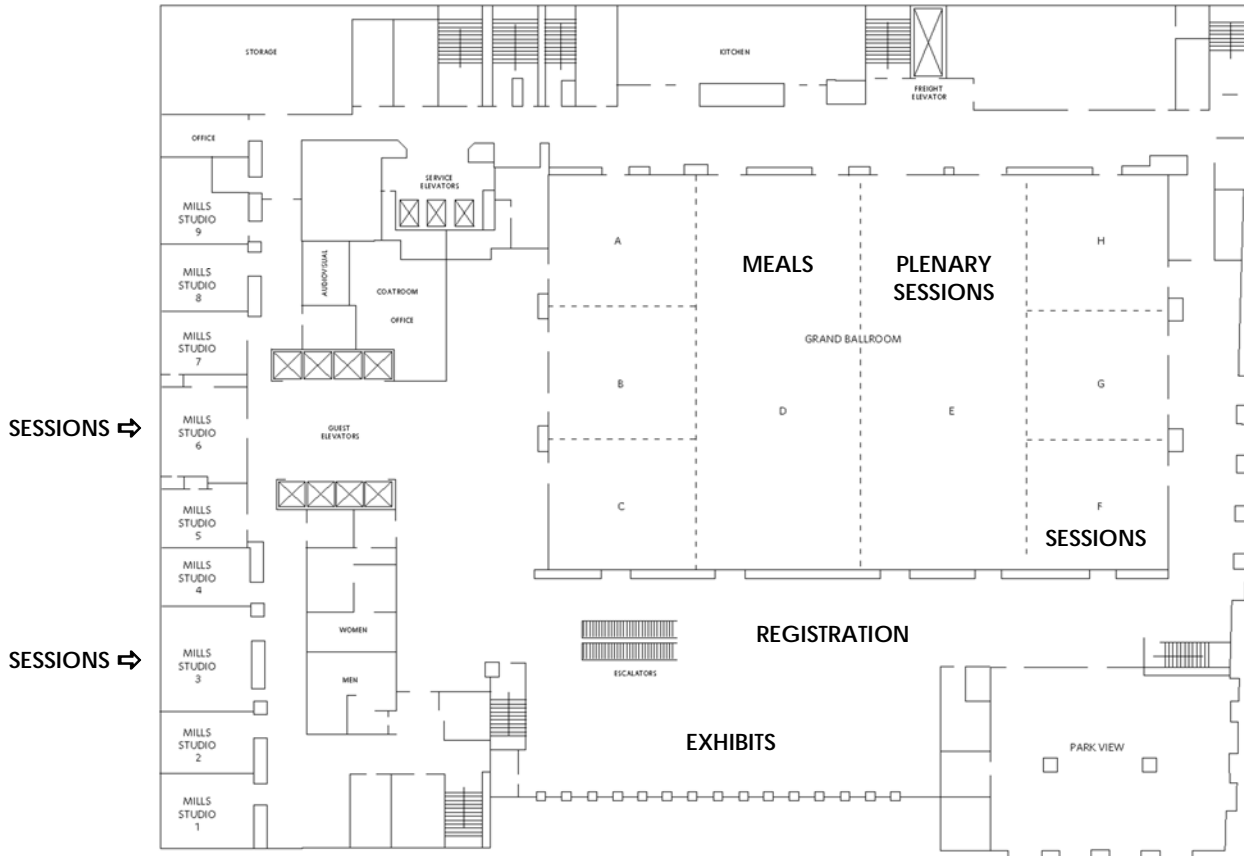 STORAGE
KITCHEN
FREIGHT
ELEVATOR
OFFICE
SERVICE
ELEVATORS
MILLS
STUDIO
9
A
H
MEALS
PLENARY
SESSIONS
MILLS
STUDIO
8
AUDIOVISUAL
COATROOM
OFFICE
GRAND BALLROOM
MILLS
STUDIO
7
B
G
D
E
SESSIONS ⇨
MILLS
STUDIO
6
GUEST
ELEVATORS
C
F
SESSIONS
MILLS
STUDIO
5
MILLS
STUDIO
4
WOMEN
REGISTRATION
SESSIONS ⇨
MILLS
STUDIO
3
MEN
ESCALATORS
EXHIBITS
PARK VIEW
MILLS
STUDIO
2
MILLS
STUDIO
1